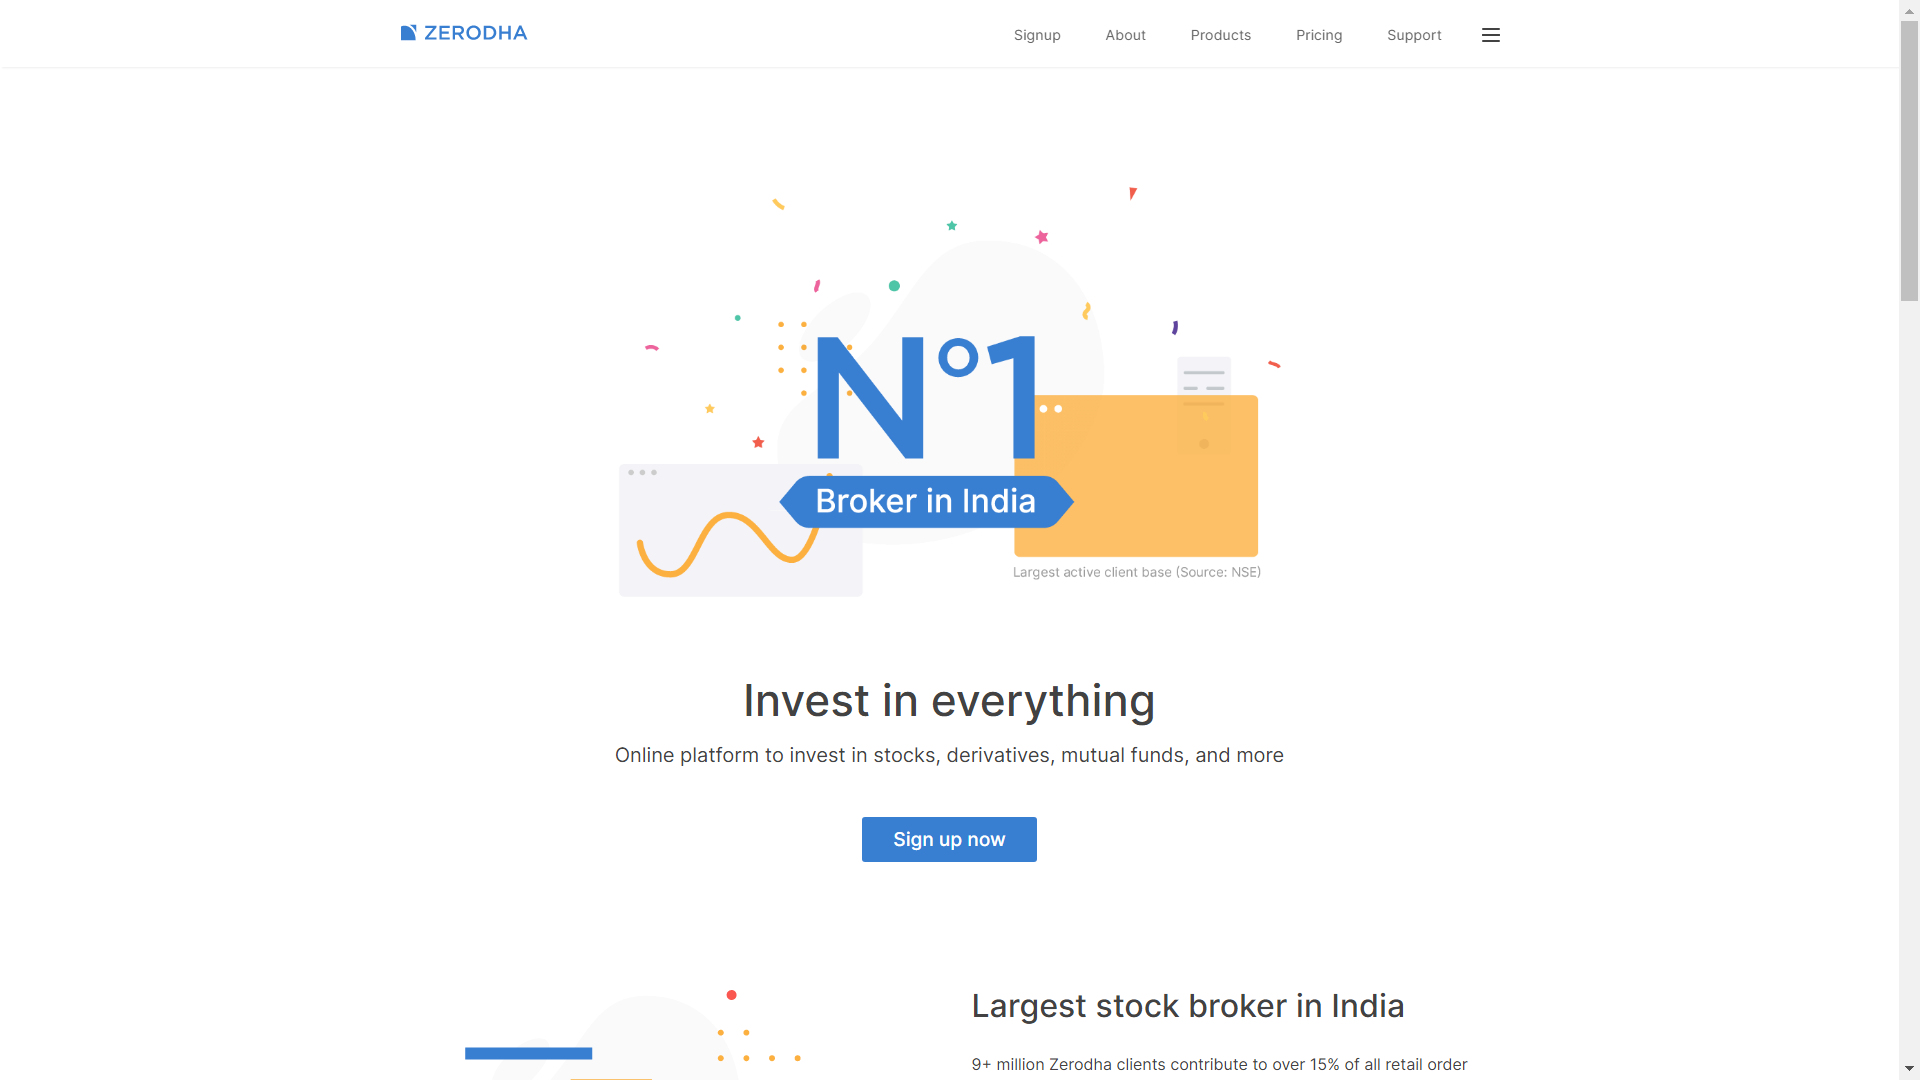 ZERODHA
Signup About Products Pricing Support
N°1
Broker in India
Largest active client base (Source: NSE)
Invest in everything
Online platform to invest in stocks, derivatives, mutual funds, and more
Sign up now
Largest stock broker in India
9+ million Zerodha clients contribute to over 15% of all retail order